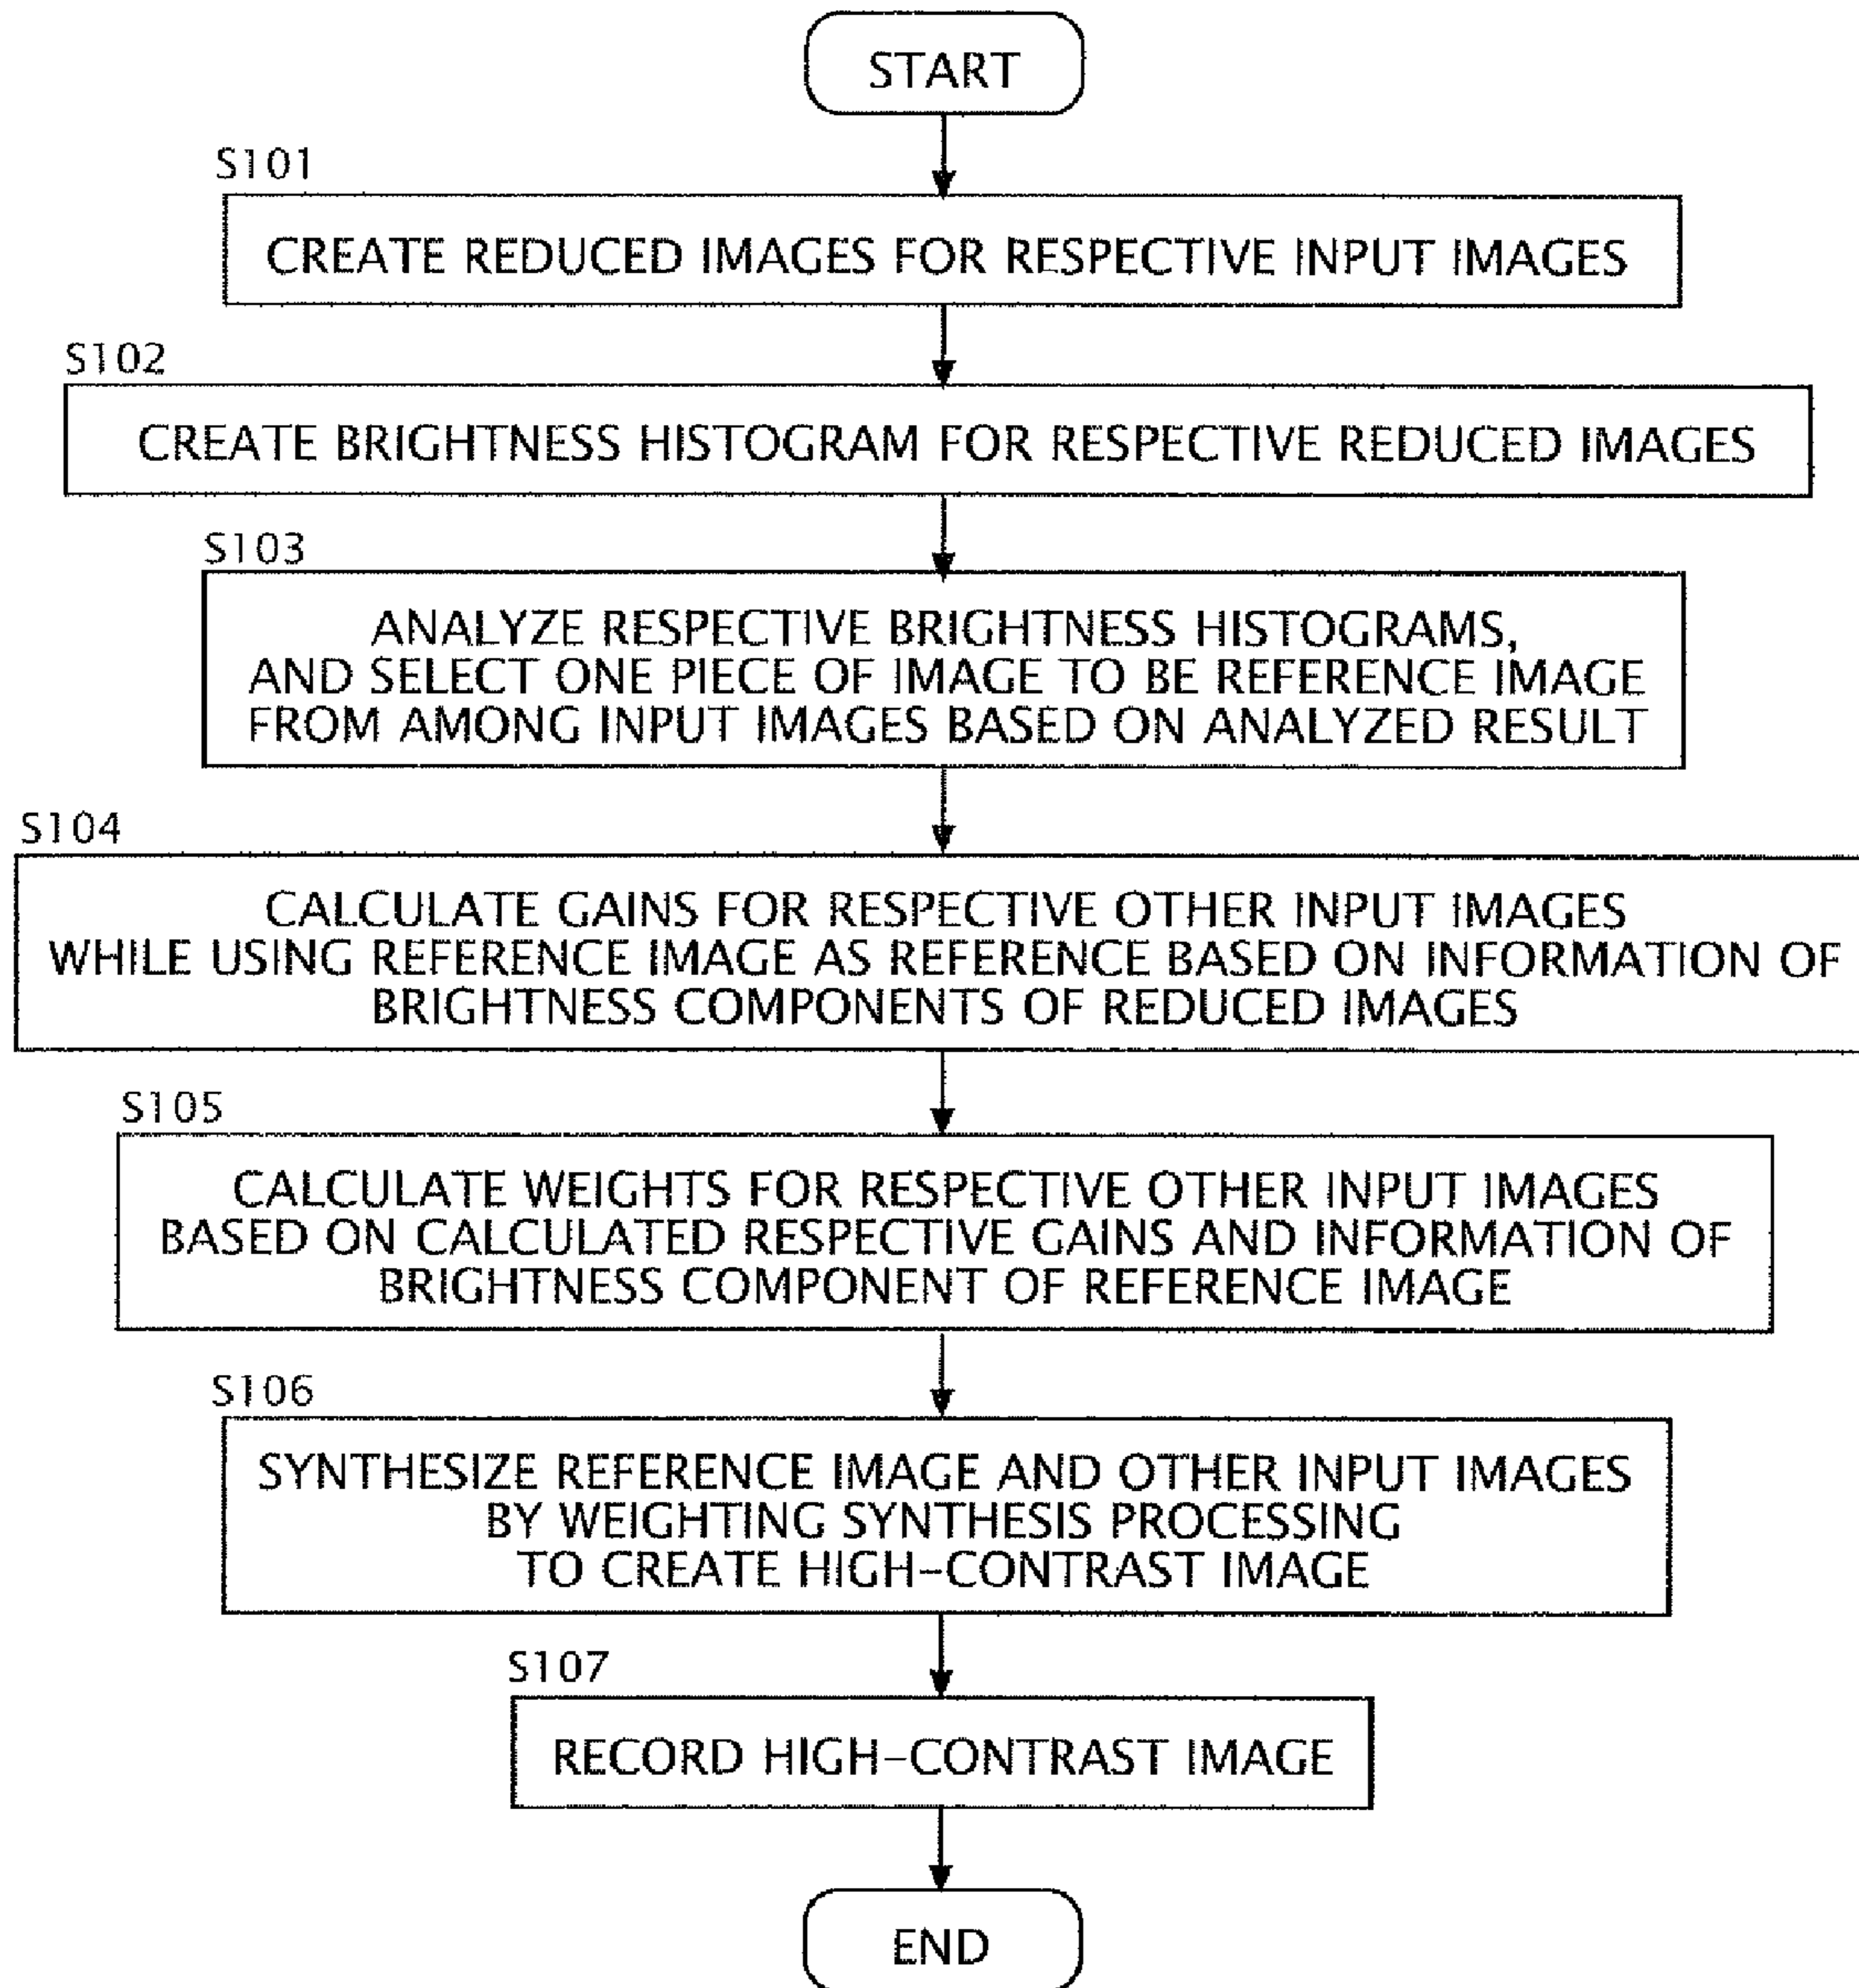 START
S101
CREATE REDUCED IMAGES FOR RESPECTIVE INPUT IMAGES
S102
CREATE BRIGHTNESS HISTOGRAM FOR RESPECTIVE REDUCED IMAGES
S103
ANALYZE RESPECTIVE BRIGHTNESS HISTOGRAMS,
AND SELECT ONE PIECE OF IMAGE TO BE REFERENCE IMAGE
FROM AMONG INPUT IMAGES BASED ON ANALYZED RESULT
S104
CALCULATE GAINS FOR RESPECTIVE OTHER INPUT IMAGES
WHILE USING REFERENCE IMAGE AS REFERENCE BASED ON INFORMATION OF
BRIGHTNESS COMPONENTS OF REDUCED IMAGES
S105
CALCULATE WEIGHTS FOR RESPECTIVE OTHER INPUT IMAGES
BASED ON CALCULATED RESPECTIVE GAINS AND INFORMATION OF
BRIGHTNESS COMPONENT OF REFERENCE IMAGE
S106
SYNTHESIZE REFERENCE IMAGE AND OTHER INPUT IMAGES
BY WEIGHTING SYNTHESIS PROCESSING
TO CREATE HIGH-CONTRAST IMAGE
S107
RECORD HIGH-CONTRAST IMAGE
END